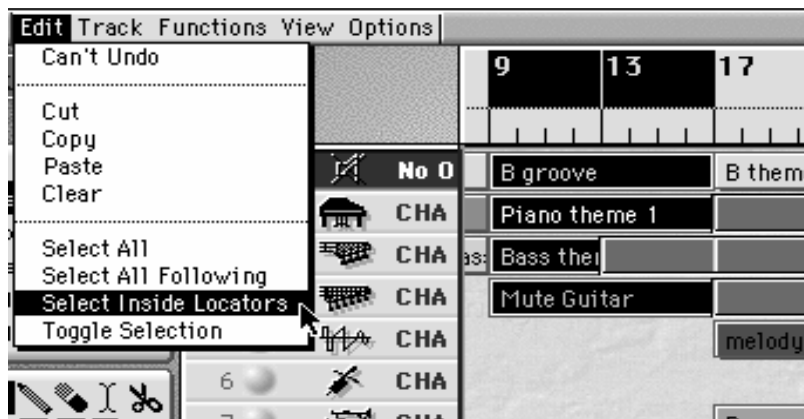 Edit Track Functions View Options
Can't Undo
Cut
Copy
Paste
Clear
Select All
Select All Following
Select Inside Locators
Toggle Selection
9 13 17
No O B groove B them
CHA Piano theme 1
CHA Bass the
CHA Mute Guitar
CHA melody
6 CHA